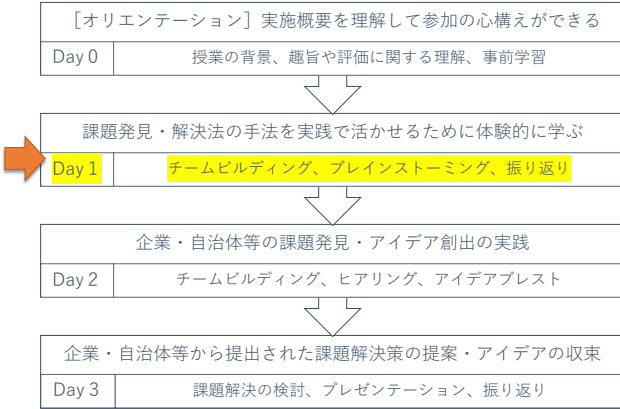 ［オリエンテーション］実施概要を理解して参加の心構えができる
Day 0 授業の背景、趣旨や評価に関する理解、事前学習
課題発見・解決法の手法を実践で活かせるために体験的に学ぶ
Day 1 チームビルディング、ブレインストーミング、振り返り
企業・自治体等の課題発見・アイデア創出の実践
Day 2 チームビルディング、ヒアリング、アイデアブレスト
企業・自治体等から提出された課題解決策の提案・アイデアの収束
Day 3 課題解決の検討、プレゼンテーション、振り返り